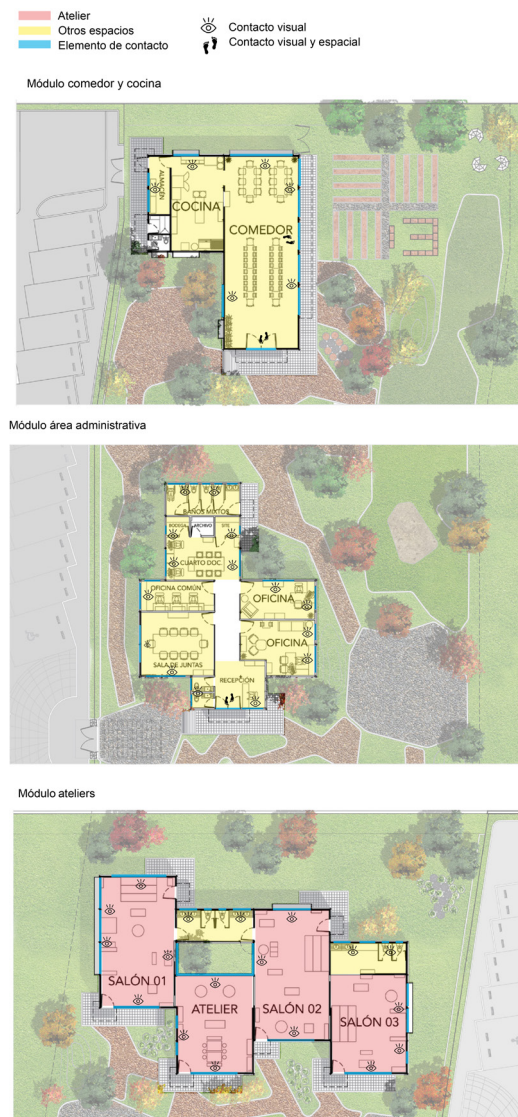 Atelier
Otros espacios
Elemento de contacto
Contacto visual
Contacto visual y espacial
Módulo comedor y cocina
ALMACÉN
COCINA
COMEDOR
Módulo área administrativa
BAÑOS MIXTOS
BODEGA
ARCHIVO
SITE
CUARTO DOC.
OFICINA COMÚN
OFICINA
OFICINA
SALA DE JUNTAS
RECEPCIÓN
Módulo ateliers
SALÓN 01
ATELIER
SALÓN 02
SALÓN 03